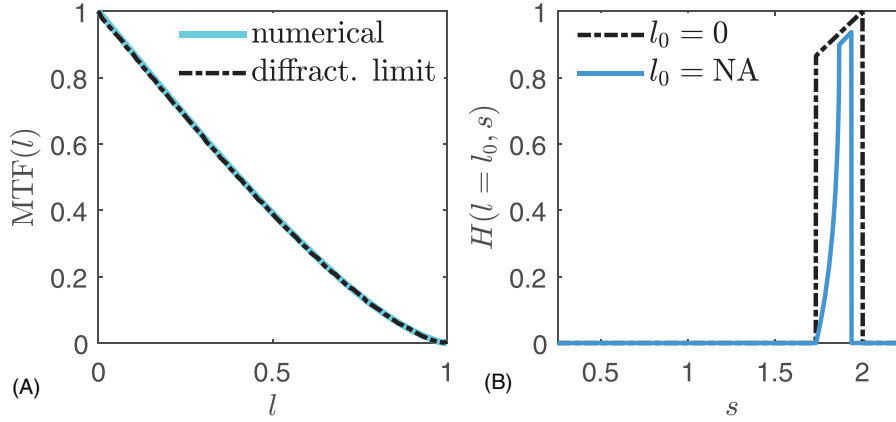 1
0.8
0.6
0.4
0.2
0
MTF(l)
numerical
diffract. limit
0
0.5
1
l
(A)
1
0.8
0.6
0.4
0.2
0
H(l = l₀, s)
l₀ = 0
l₀ = NA
0.5
1
1.5
2
s
(B)